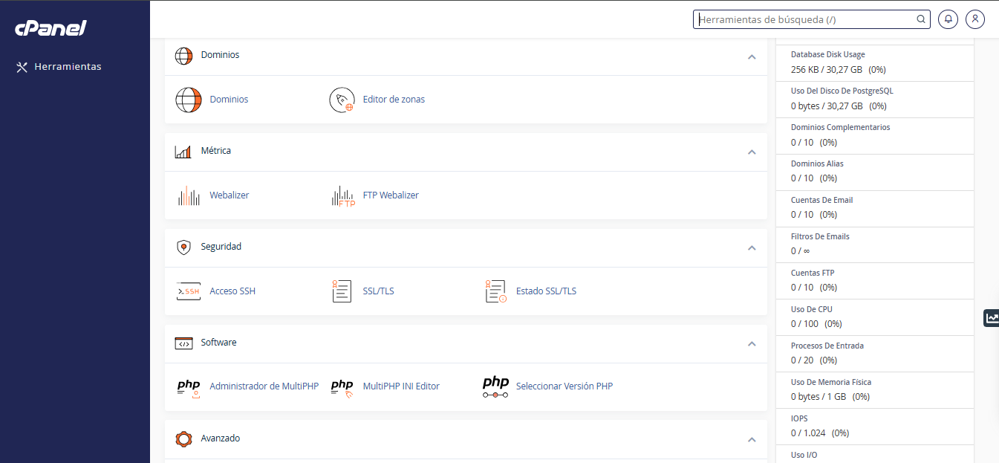 cPanel
Herramientas de búsqueda (/)
Herramientas
Dominios
Dominios
Editor de zonas
Métrica
Webalizer
FTP
FTP Webalizer
Seguridad
>_SSH
Acceso SSH
SSL/TLS
Estado SSL/TLS
Software
php
Administrador de MultiPHP
php
MultiPHP INI Editor
php
Seleccionar Versión PHP
Avanzado
Database Disk Usage
256 KB / 30,27 GB (0%)
Uso Del Disco De PostgreSQL
0 bytes / 30,27 GB (0%)
Dominios Complementarios
0 / 10 (0%)
Dominios Alias
0 / 10 (0%)
Cuentas De Email
0 / 10 (0%)
Filtros De Emails
0 / ∞
Cuentas FTP
0 / 10 (0%)
Uso De CPU
0 / 100 (0%)
Procesos De Entrada
0 / 20 (0%)
Uso De Memoria Física
0 bytes / 1 GB (0%)
IOPS
0 / 1.024 (0%)
Uso I/O